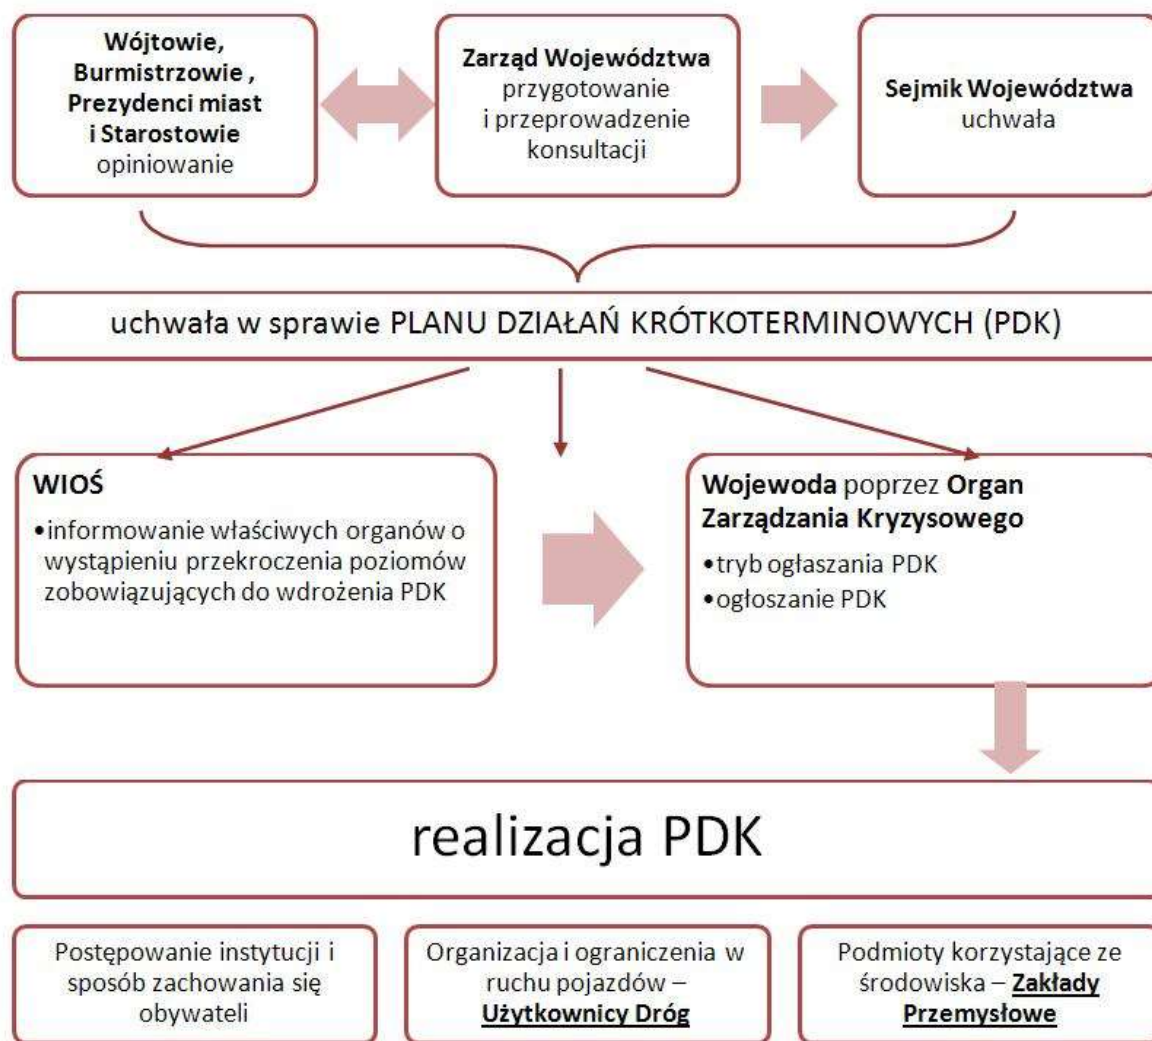 Wójtowie,
Burmistrzowie ,
Prezydenci miast
i Starostowie
opiniowanie
Zarząd Województwa
przygotowanie
i przeprowadzenie
konsultacji
Sejmik Województwa
uchwała
uchwała w sprawie PLANU DZIAŁAŃ KRÓTKOTERMINOWYCH (PDK)
WIOŚ
•informowanie właściwych organów o
wystąpieniu przekroczenia poziomów
zobowiązujących do wdrożenia PDK
Wojewoda poprzez Organ
Zarządzania Kryzysowego
•tryb ogłaszania PDK
•ogłoszanie PDK
realizacja PDK
Postępowanie instytucji i
sposób zachowania się
obywateli
Organizacja i ograniczenia w
ruchu pojazdów –
Użytkownicy Dróg
Podmioty korzystające ze
środowiska – Zakłady
Przemysłowe